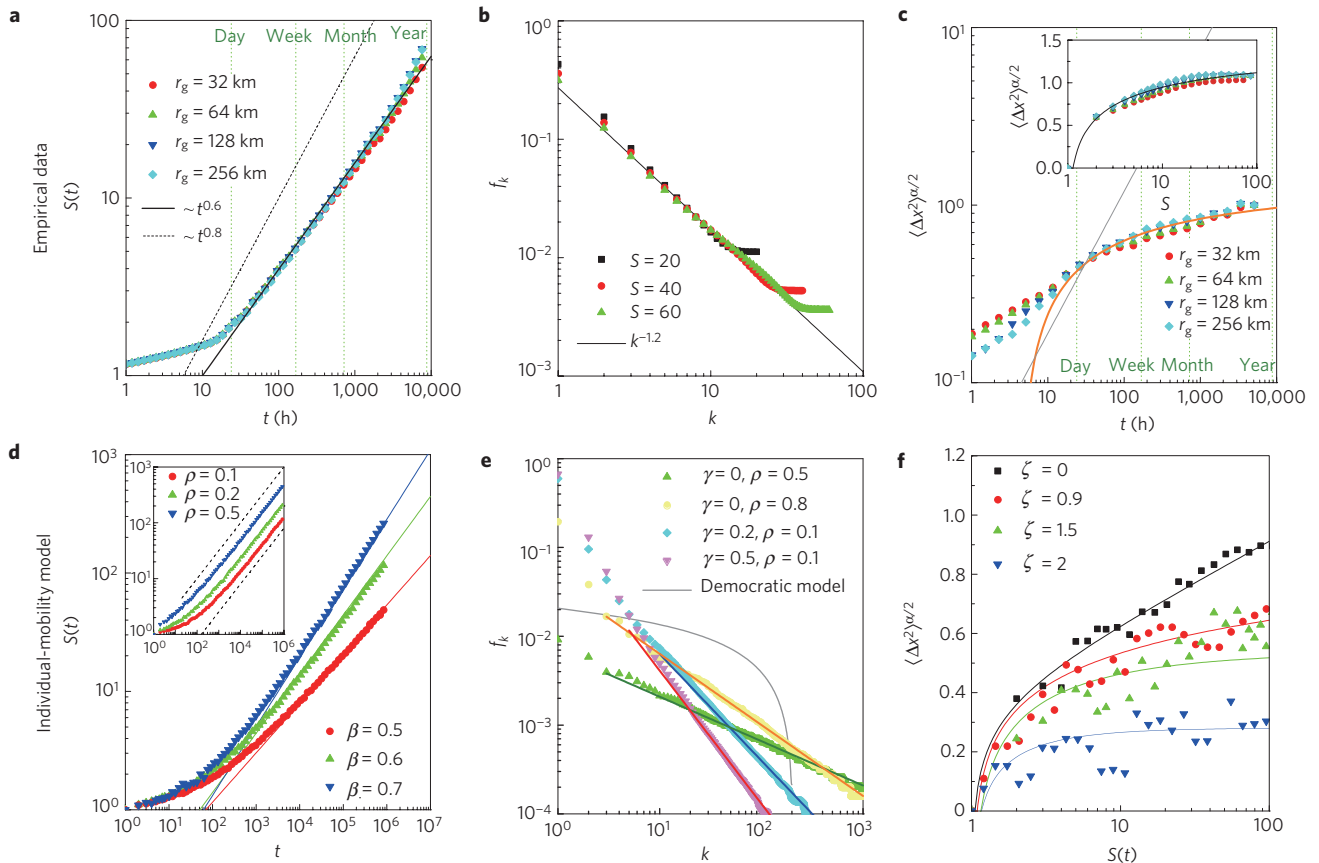 a
Empirical data
S(t)
100
10
1
Day
Week
Month
Year
r_g = 32 km
r_g = 64 km
r_g = 128 km
r_g = 256 km
~t^0.6
~t^0.8
1
10
100
1,000
10,000
t (h)
b
f_k
10^0
10^−1
10^−2
10^−3
S = 20
S = 40
S = 60
k^−1.2
1
10
100
k
c
⟨Δx²⟩^α/2
10^0
10^−1
1.5
1.0
0.5
0
⟨Δx²⟩^α/2
1
10
100
S
r_g = 32 km
r_g = 64 km
r_g = 128 km
r_g = 256 km
Day
Week
Month
Year
1
10
100
1,000
10,000
t (h)
d
Individual-mobility model
S(t)
10^3
10^2
10^1
10^0
10^3
10^2
10^1
10^0
ρ = 0.1
ρ = 0.2
ρ = 0.5
10^0
10^2
10^4
10^6
β = 0.5
β = 0.6
β = 0.7
10^0
10^1
10^2
10^3
10^4
10^5
10^6
10^7
t
e
f_k
10^0
10^−1
10^−2
10^−3
10^−4
γ = 0, ρ = 0.5
γ = 0, ρ = 0.8
γ = 0.2, ρ = 0.1
γ = 0.5, ρ = 0.1
Democratic model
10^0
10^1
10^2
10^3
k
f
⟨Δx²⟩^α/2
1.2
1.0
0.8
0.6
0.4
0.2
0
ζ = 0
ζ = 0.9
ζ = 1.5
ζ = 2
1
10
100
S(t)